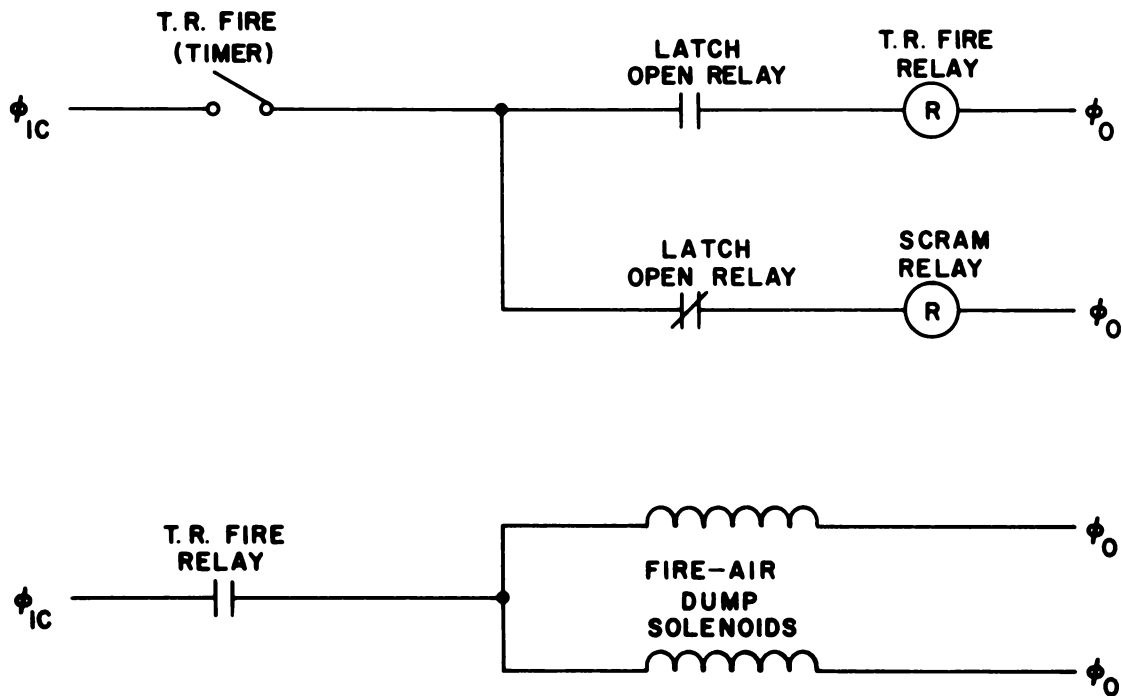 T.R. FIRE
(TIMER)
LATCH
OPEN RELAY
T.R. FIRE
RELAY
ϕIC
R
ϕO
LATCH
OPEN RELAY
SCRAM
RELAY
R
ϕO
T.R. FIRE
RELAY
ϕIC
ϕO
FIRE-AIR
DUMP
SOLENOIDS
ϕO